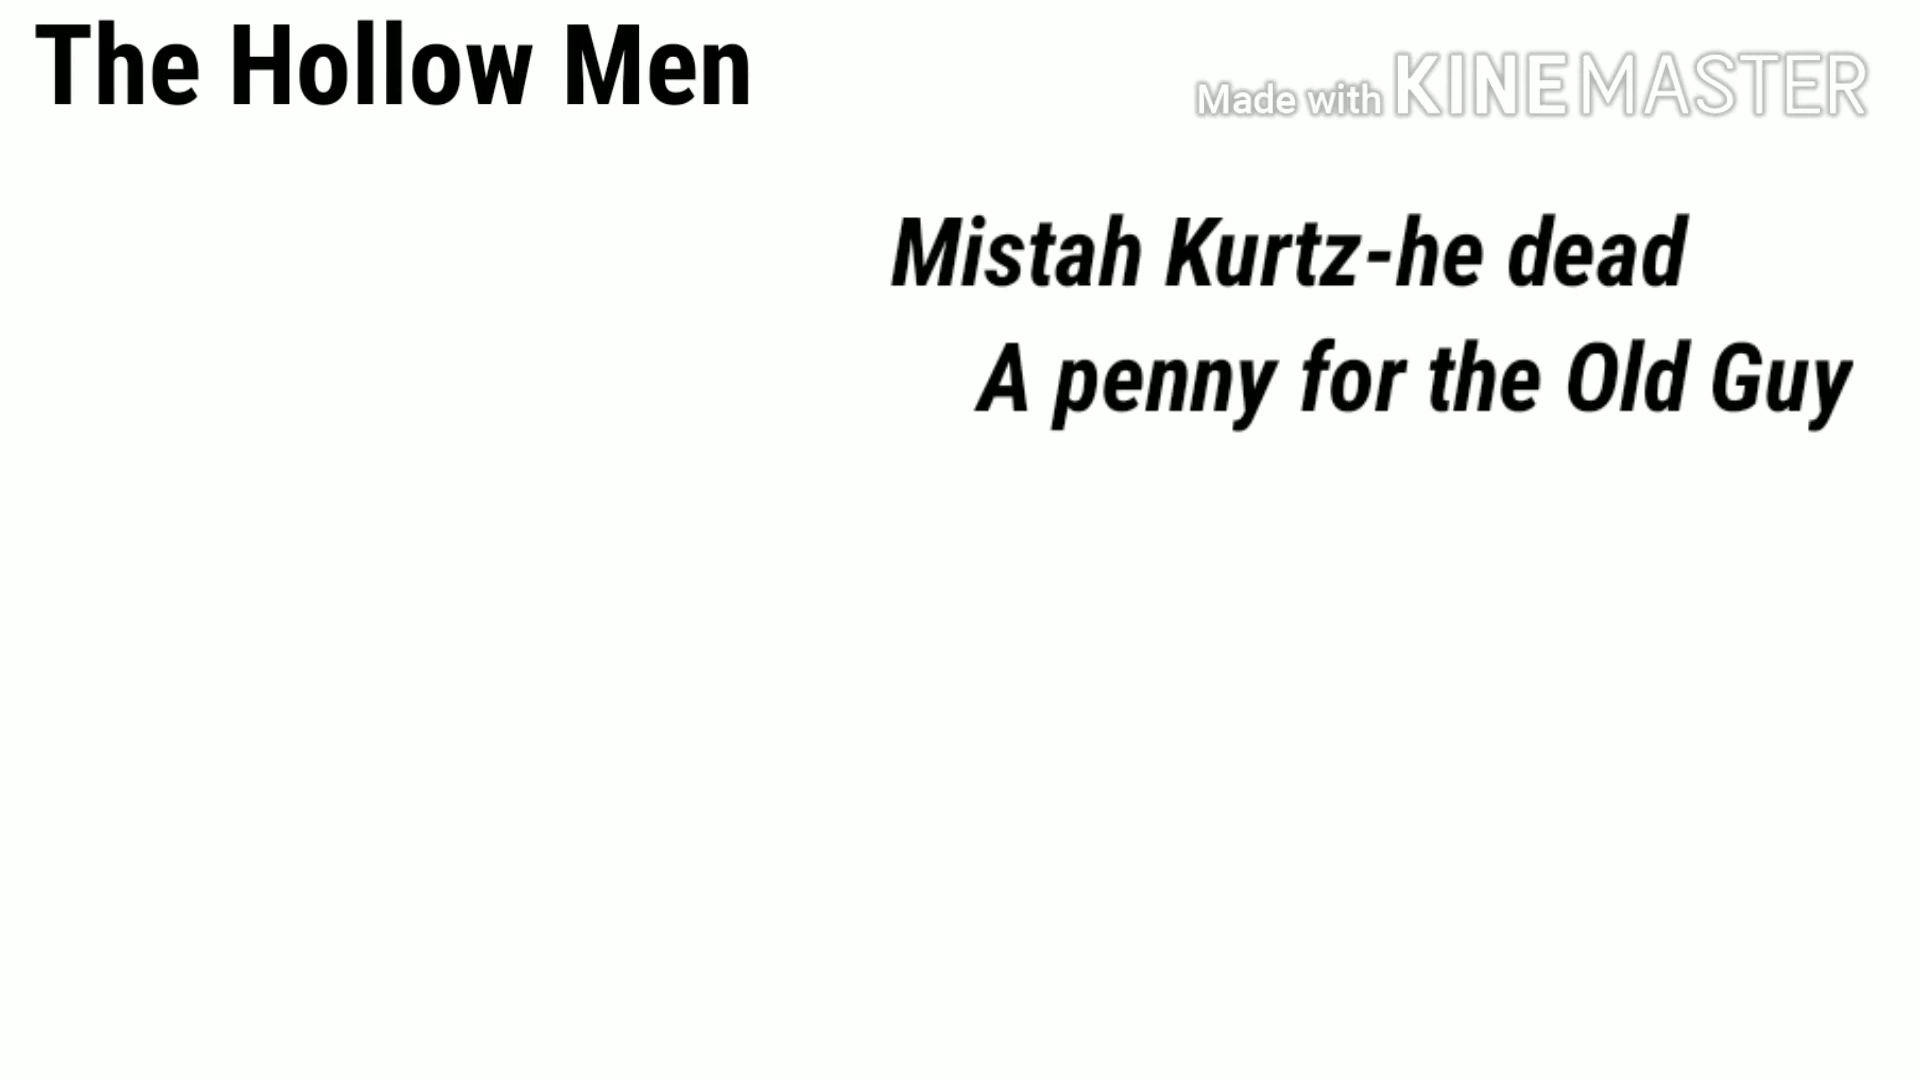 The Hollow Men
Made with KINEMASTER
Mistah Kurtz-he dead
A penny for the Old Guy